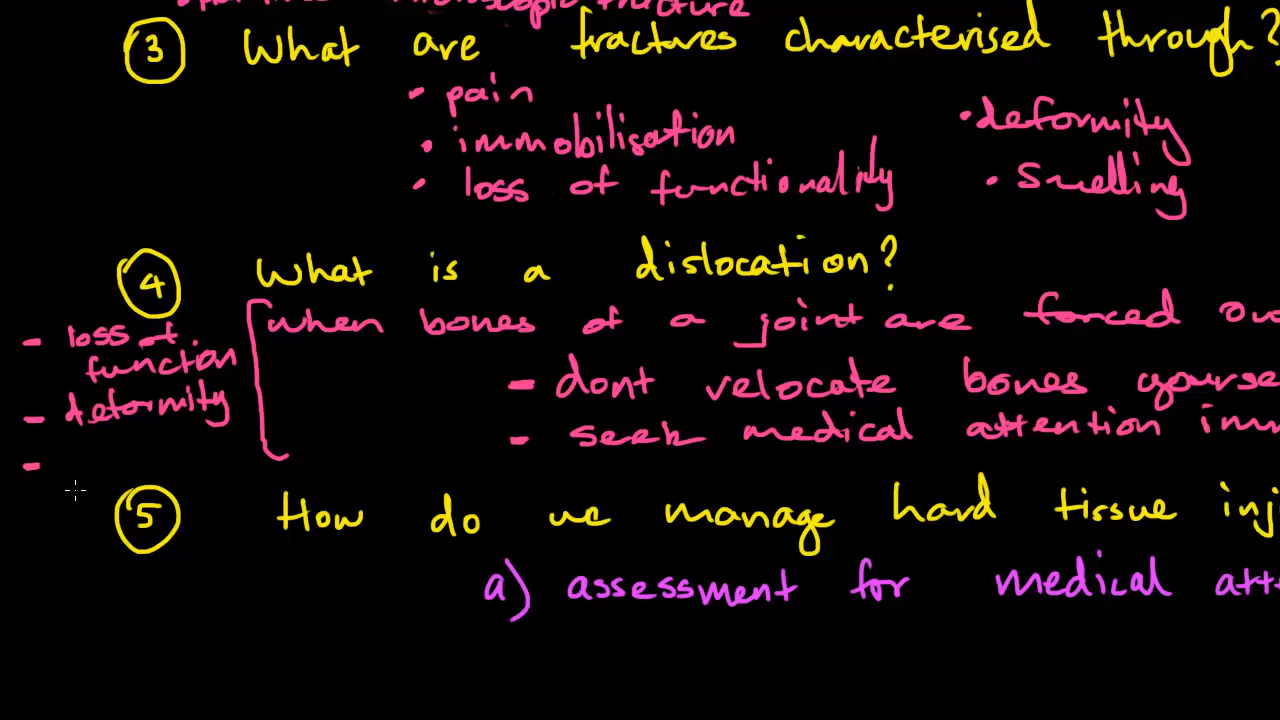 fracture
3 What are fractures characterised through?
• pain
• immobilisation
• loss of functionality
• deformity
• swelling
4 What is a dislocation?
when bones of a joint are forced
- dont velocate bones
- seek medical attention
- loss of
function
- deformity
-
5 How do we manage hard tissue
a) assessment for medical